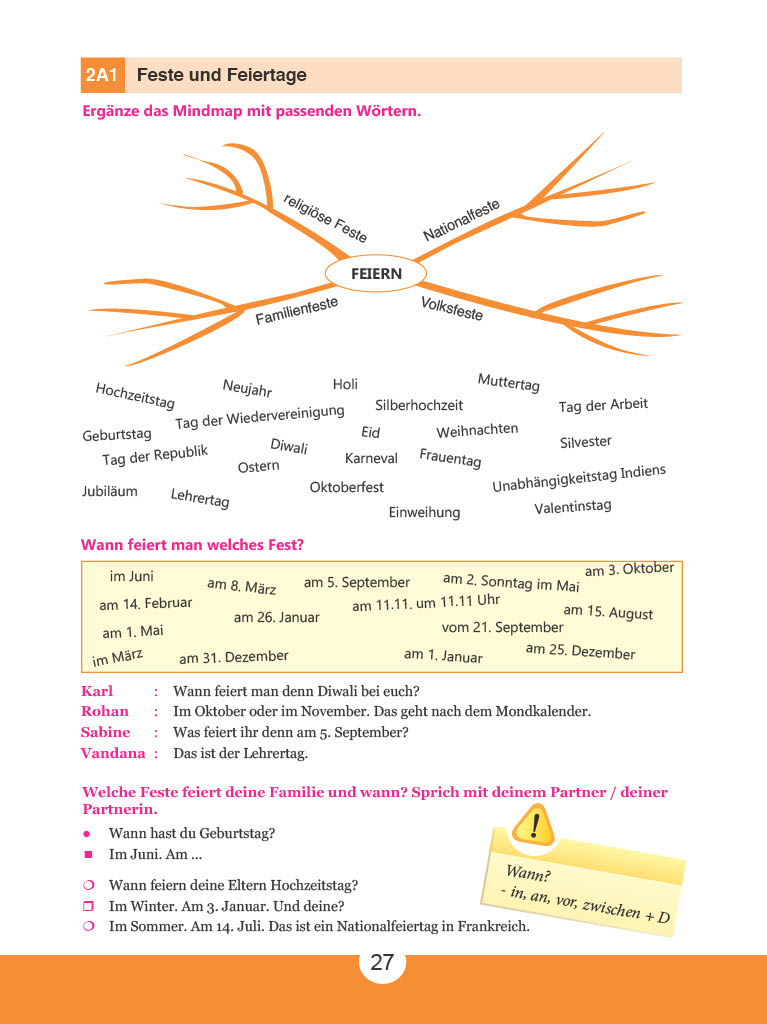 2A1 Feste und Feiertage
Ergänze das Mindmap mit passenden Wörtern.
religiöse Feste
Nationalfeste
FEIERN
Familienfeste
Volksfeste
Hochzeitstag
Neujahr
Holi
Muttertag
Tag der Wiedervereinigung
Silberhochzeit
Tag der Arbeit
Geburtstag
Tag der Republik
Diwali
Eid
Weihnachten
Silvester
Ostern
Karneval
Frauentag
Unabhängigkeitstag Indiens
Jubiläum
Lehrertag
Oktoberfest
Einweihung
Valentinstag
Wann feiert man welches Fest?
im Juni
am 8. März
am 5. September
am 2. Sonntag im Mai
am 3. Oktober
am 14. Februar
am 26. Januar
am 11.11. um 11.11 Uhr
am 15. August
am 1. Mai
vom 21. September
im März
am 31. Dezember
am 1. Januar
am 25. Dezember
Karl : Wann feiert man denn Diwali bei euch?
Rohan : Im Oktober oder im November. Das geht nach dem Mondkalender.
Sabine : Was feiert ihr denn am 5. September?
Vandana : Das ist der Lehrertag.
Welche Feste feiert deine Familie und wann? Sprich mit deinem Partner / deiner
Partnerin.
● Wann hast du Geburtstag?
■ Im Juni. Am ...
❍ Wann feiern deine Eltern Hochzeitstag?
❒ Im Winter. Am 3. Januar. Und deine?
❍ Im Sommer. Am 14. Juli. Das ist ein Nationalfeiertag in Frankreich.
!
Wann?
- in, an, vor, zwischen + D
27